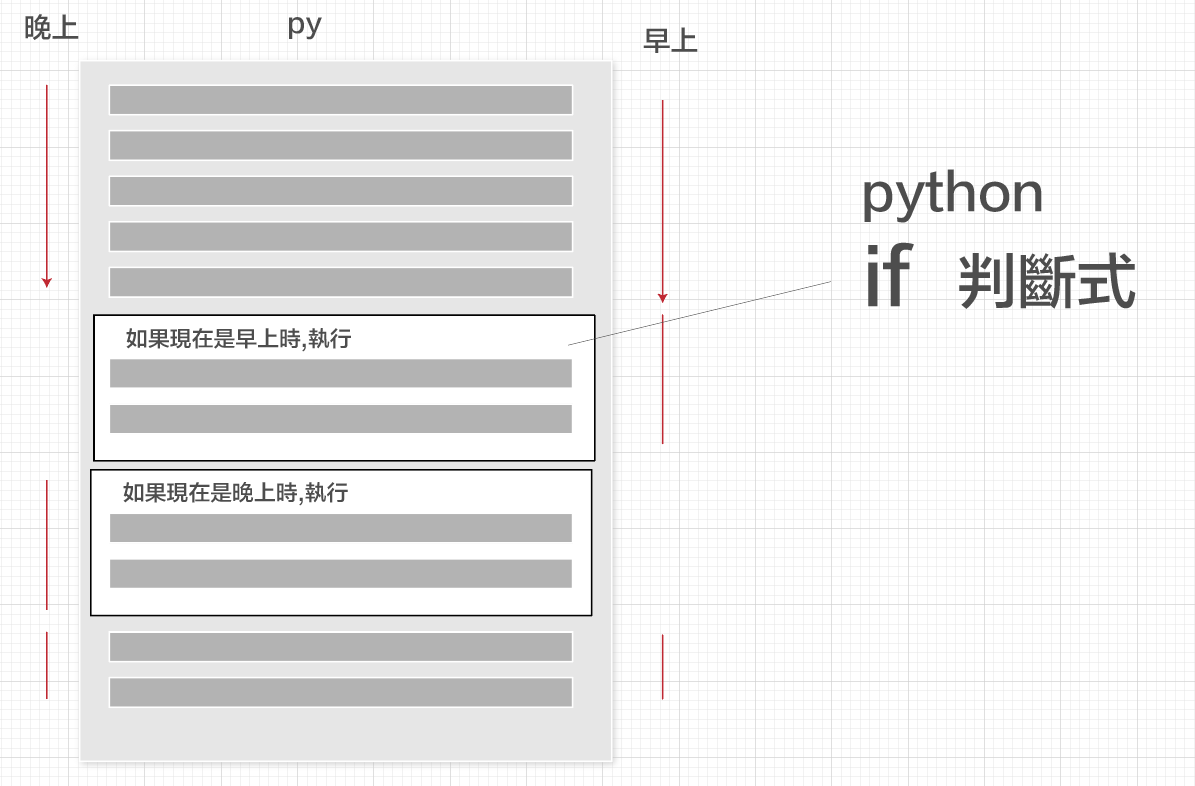 晚上
py
早上
python
if 判斷式
如果現在是早上時,執行
如果現在是晚上時,執行